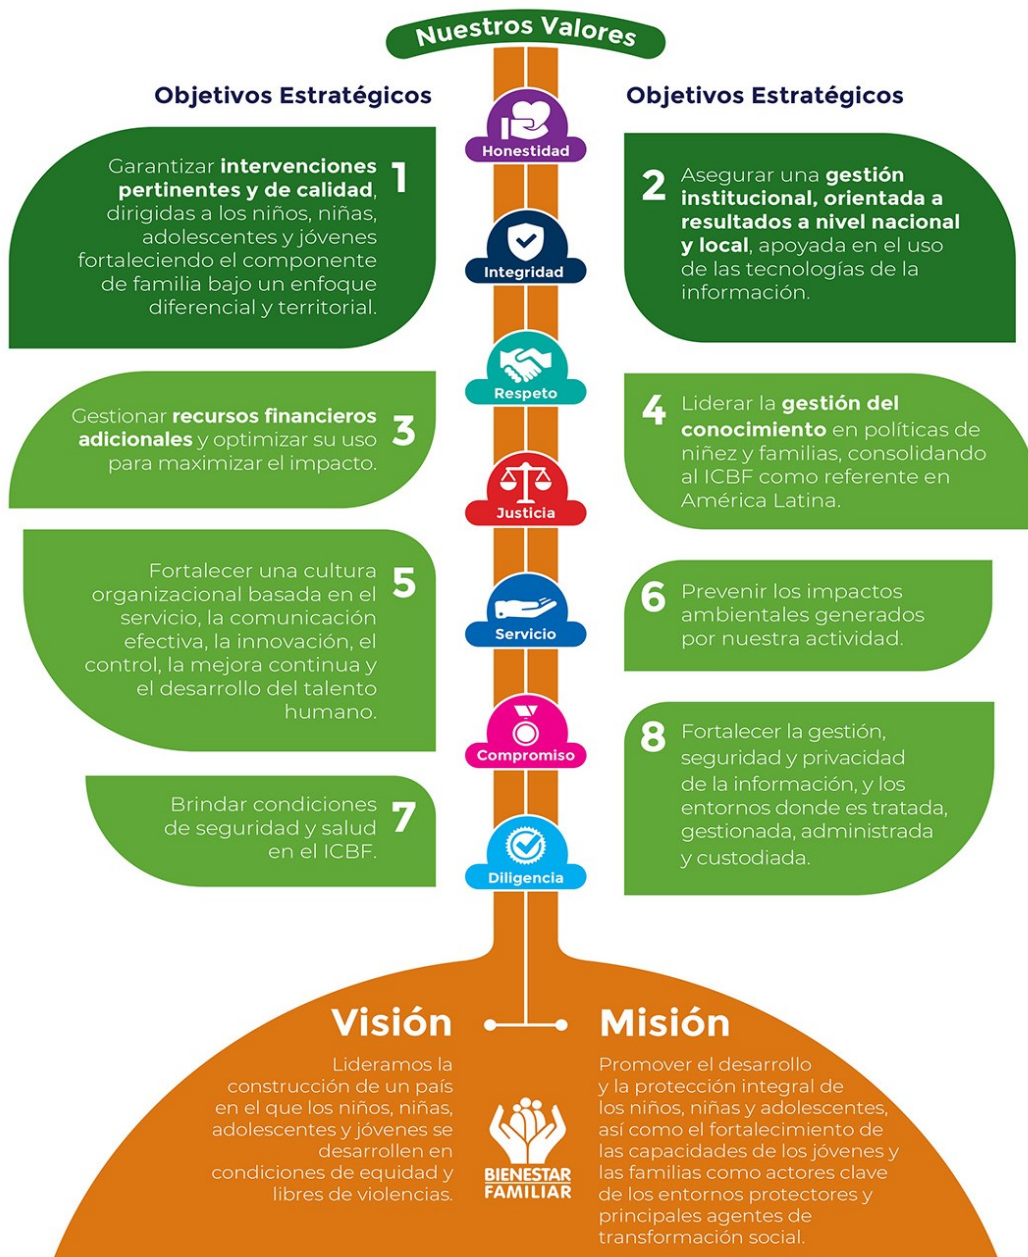 Nuestros Valores
Objetivos Estratégicos
Objetivos Estratégicos
Honestidad
1
Garantizar intervenciones
pertinentes y de calidad,
dirigidas a los niños, niñas,
adolescentes y jóvenes
fortaleciendo el componente
de familia bajo un enfoque
diferencial y territorial.
2
Asegurar una gestión
institucional, orientada a
resultados a nivel nacional
y local, apoyada en el uso
de las tecnologías de la
información.
Integridad
Respeto
3
Gestionar recursos financieros
adicionales y optimizar su uso
para maximizar el impacto.
4
Liderar la gestión del
conocimiento en políticas de
niñez y familias, consolidando
al ICBF como referente en
América Latina.
Justicia
5
Fortalecer una cultura
organizacional basada en el
servicio, la comunicación
efectiva, la innovación, el
control, la mejora continua y
el desarrollo del talento
humano.
6
Prevenir los impactos
ambientales generados
por nuestra actividad.
Servicio
Compromiso
7
Brindar condiciones
de seguridad y salud
en el ICBF.
8
Fortalecer la gestión,
seguridad y privacidad
de la información, y los
entornos donde es tratada,
gestionada, administrada
y custodiada.
Diligencia
Visión
Lideramos la
construcción de un país
en el que los niños, niñas,
adolescentes y jóvenes se
desarrollen en
condiciones de equidad y
libres de violencias.
BIENESTAR
FAMILIAR
Misión
Promover el desarrollo
y la protección integral de
los niños, niñas y adolescentes,
así como el fortalecimiento de
las capacidades de los jóvenes y
las familias como actores clave
de los entornos protectores y
principales agentes de
transformación social.